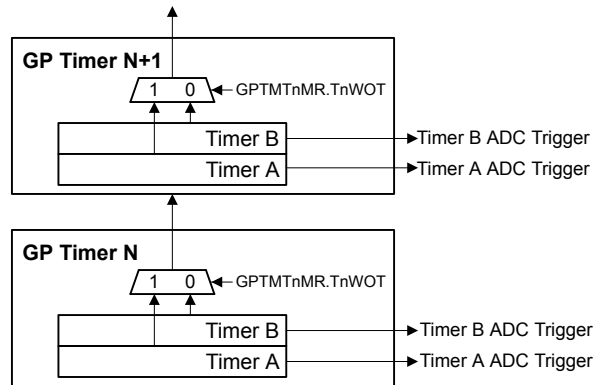 GP Timer N+1
1 0 GPTMTnMR.TnWOT
Timer B Timer B ADC Trigger
Timer A Timer A ADC Trigger
GP Timer N
1 0 GPTMTnMR.TnWOT
Timer B Timer B ADC Trigger
Timer A Timer A ADC Trigger